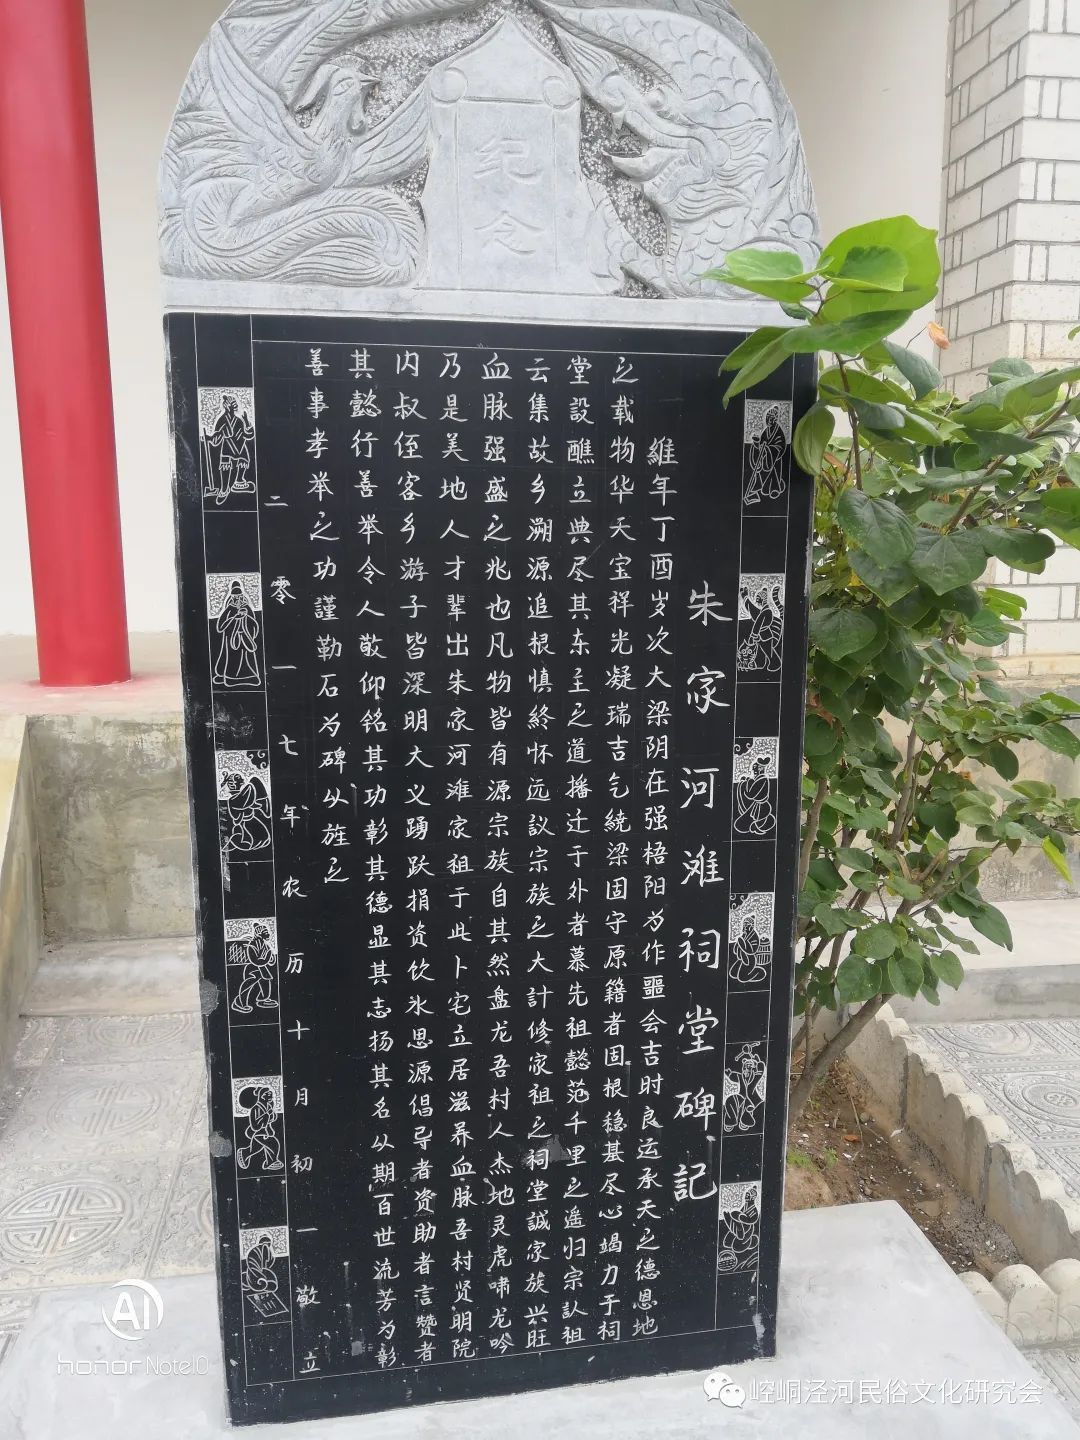 纪念
朱家河滩祠堂碑記
維年丁酉岁次大梁阴在强梧阳为作噩会吉时良运承天之德恩地
之载物华天宝祥光凝瑞吉乞绕梁固守原籍者固根稳基尽心竭力于祠
堂設醮立典尽其东主之道播迁于外者慕先祖懿范千里之遥归宗认祖
云集故乡溯源追根慎終怀远议宗族之大计修家祖之祠堂誠家族兴旺
血脉强盛之兆也凡物皆有源宗族自其然盘龙吾村人杰地灵虎啸龙吟
乃是美地人才辈出朱家河滩家祖于此卜宅立居滋养血脉吾村贤明院
内叔侄客乡游子皆深明大义踴跃捐资饮水思源倡导者资助者言赞者
其懿行善举令人敬仰铭其功彰其德显其志扬其名从期百世流芳为彰
善事孝举之功謹勒石为碑从旌之
二零一七年农历十月初一敬立
AI
honor Note10
崆峒泾河民俗文化研究会